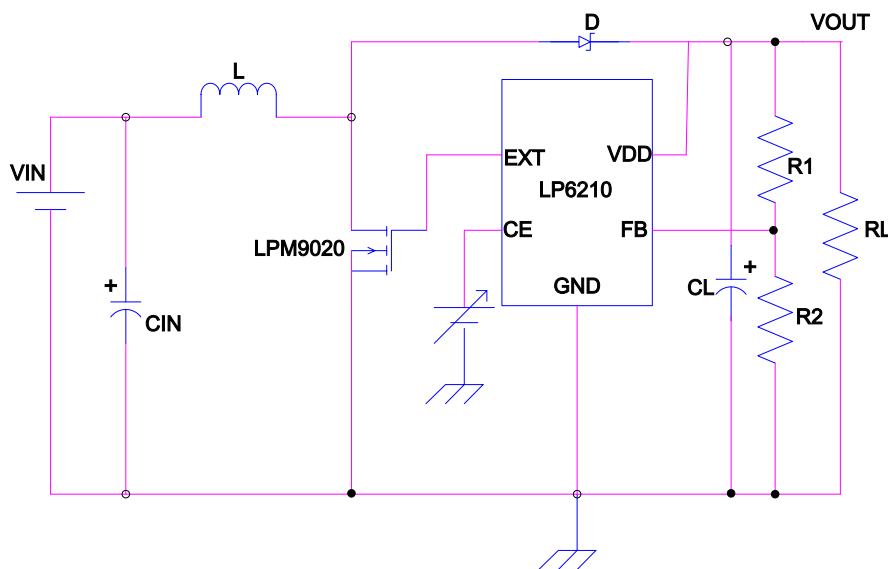 D
VOUT
L
VIN
EXT
VDD
R1
LP6210
LPM9020
CE
FB
RL
GND
CL
+
+
CIN
R2